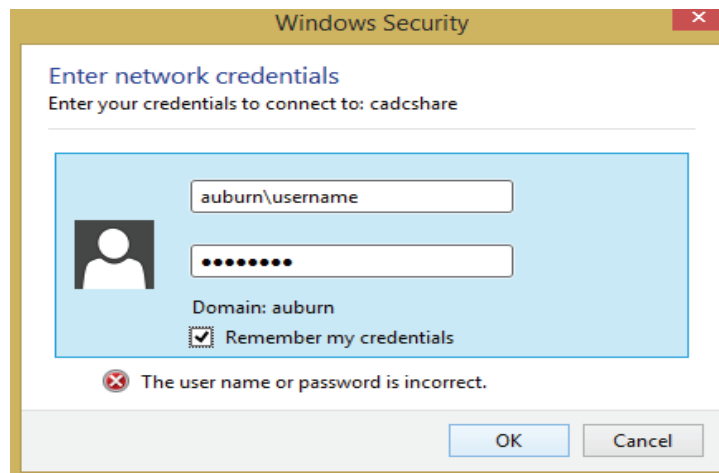 Windows Security
Enter network credentials
Enter your credentials to connect to: cadcshare
auburn\username
●●●●●●●●
Domain: auburn
Remember my credentials
The user name or password is incorrect.
OK
Cancel